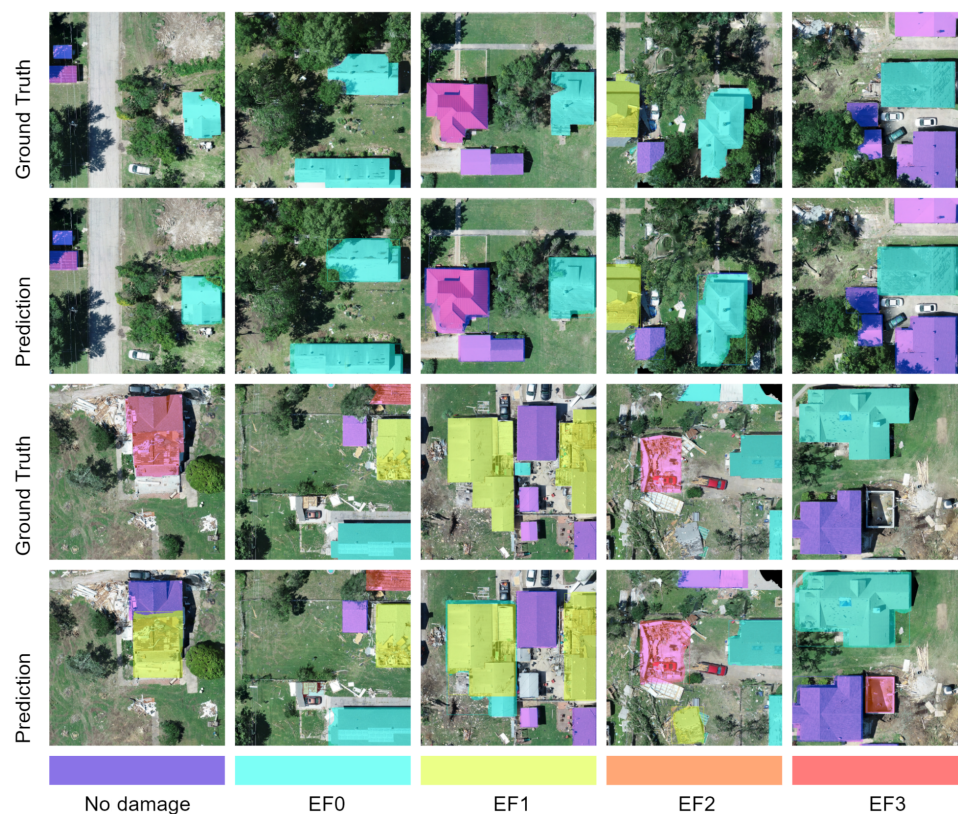 Ground Truth
Prediction
Ground Truth
Prediction
No damage
EF0
EF1
EF2
EF3